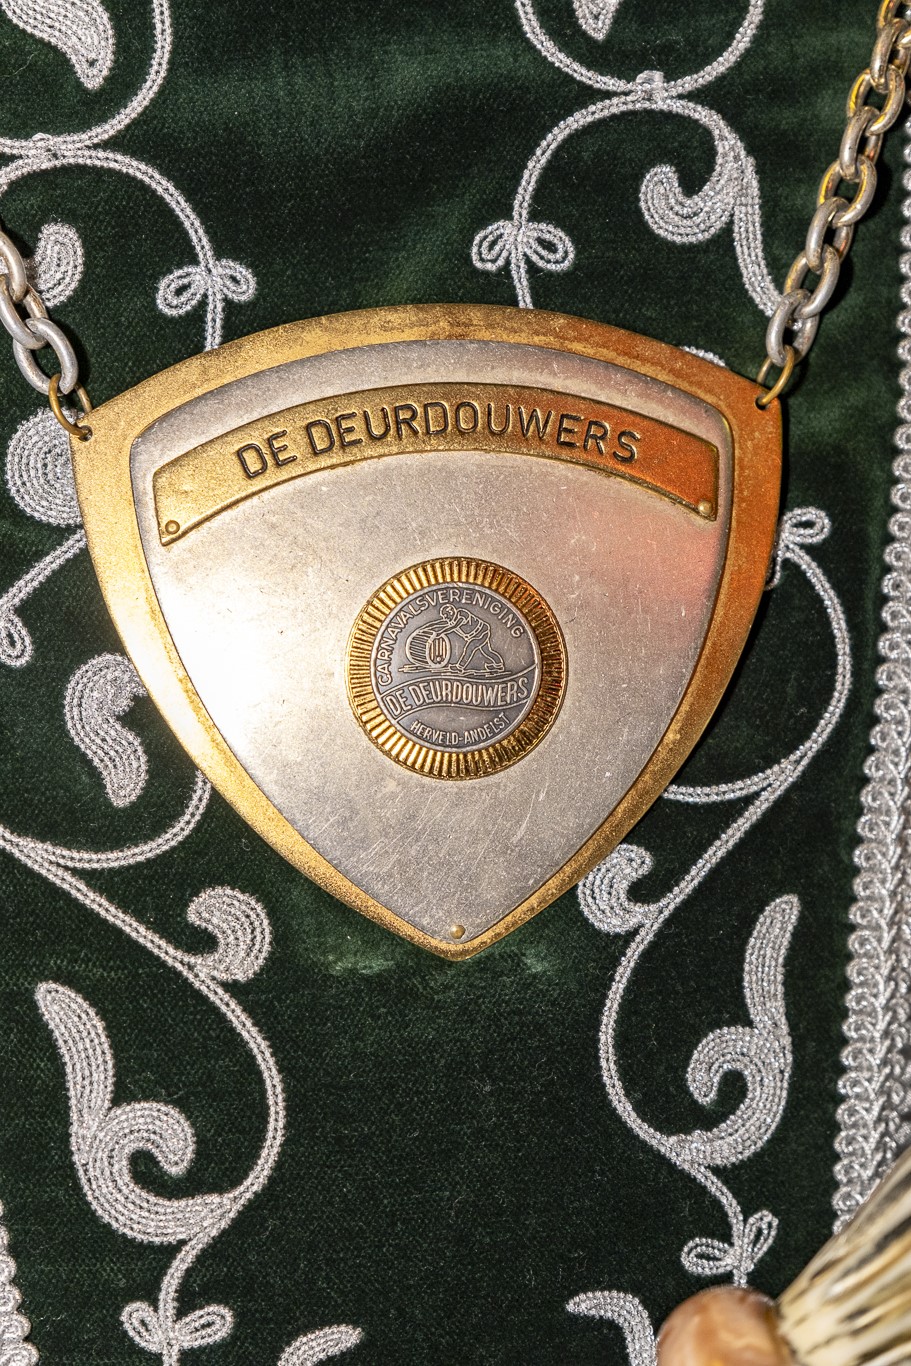 DE DEURDOUWERS
CARNAVALSVERENIGING
DE DEURDOUWERS
HERVELD-ANDELST